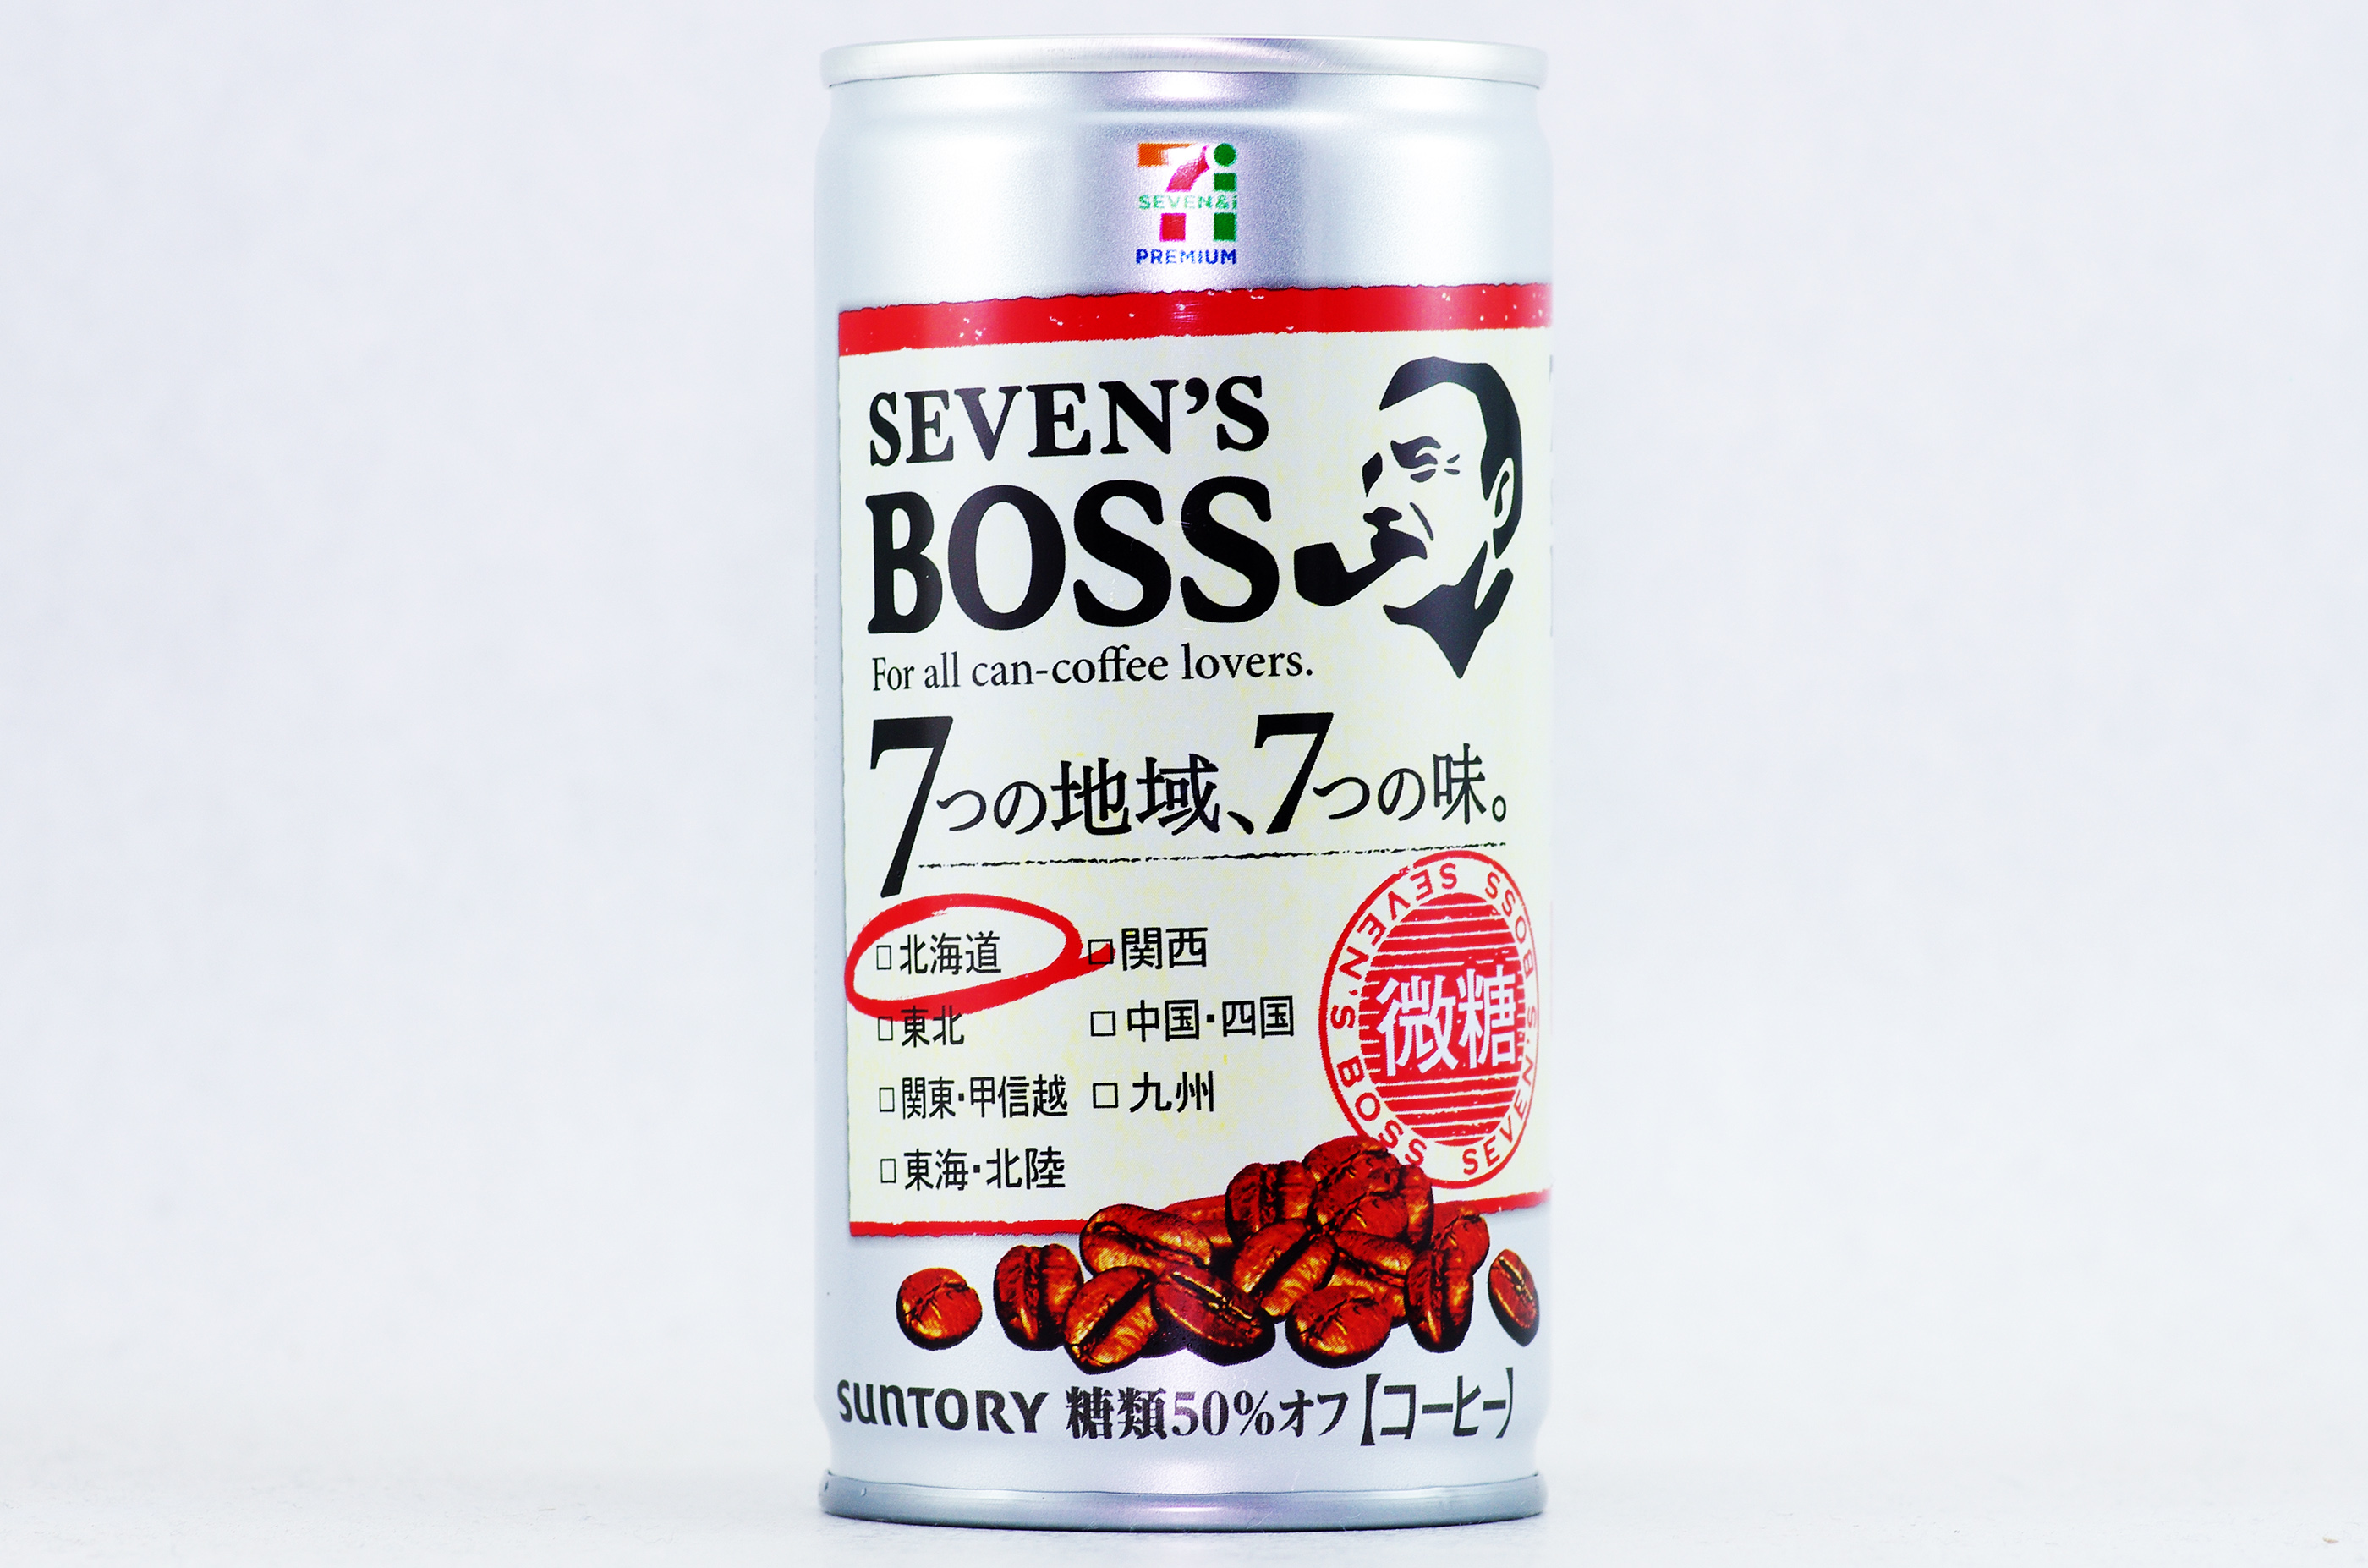 SEVEN&i
PREMIUM
SEVEN'S
BOSS
For all can-coffee lovers.
7つの地域、7つの味。
□北海道
□東北
□関東・甲信越
□東海・北陸
□関西
□中国・四国
□九州
SEVEN'S BOSS SEVEN'S BOSS
微糖
SUNTORY 糖類50%オフ【コーヒー】